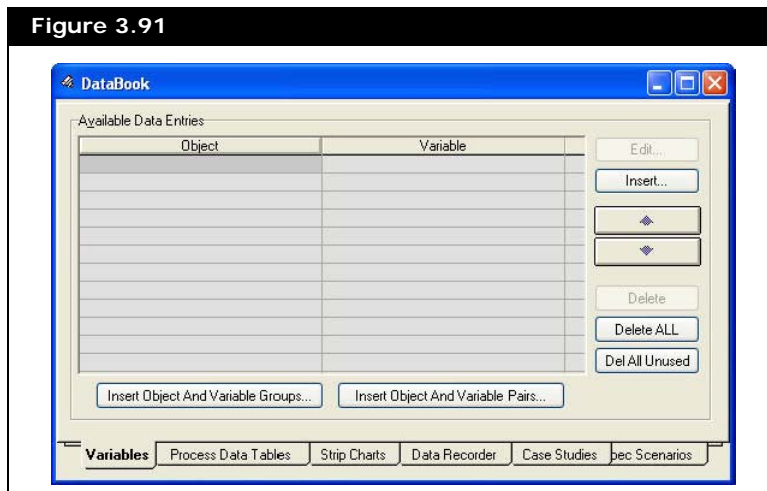 Figure 3.91
DataBook
Available Data Entries
Object Variable
Edit...
Insert...
Delete
Delete ALL
Del All Unused
Insert Object And Variable Groups... Insert Object And Variable Pairs...
Variables Process Data Tables Strip Charts Data Recorder Case Studies pec Scenarios